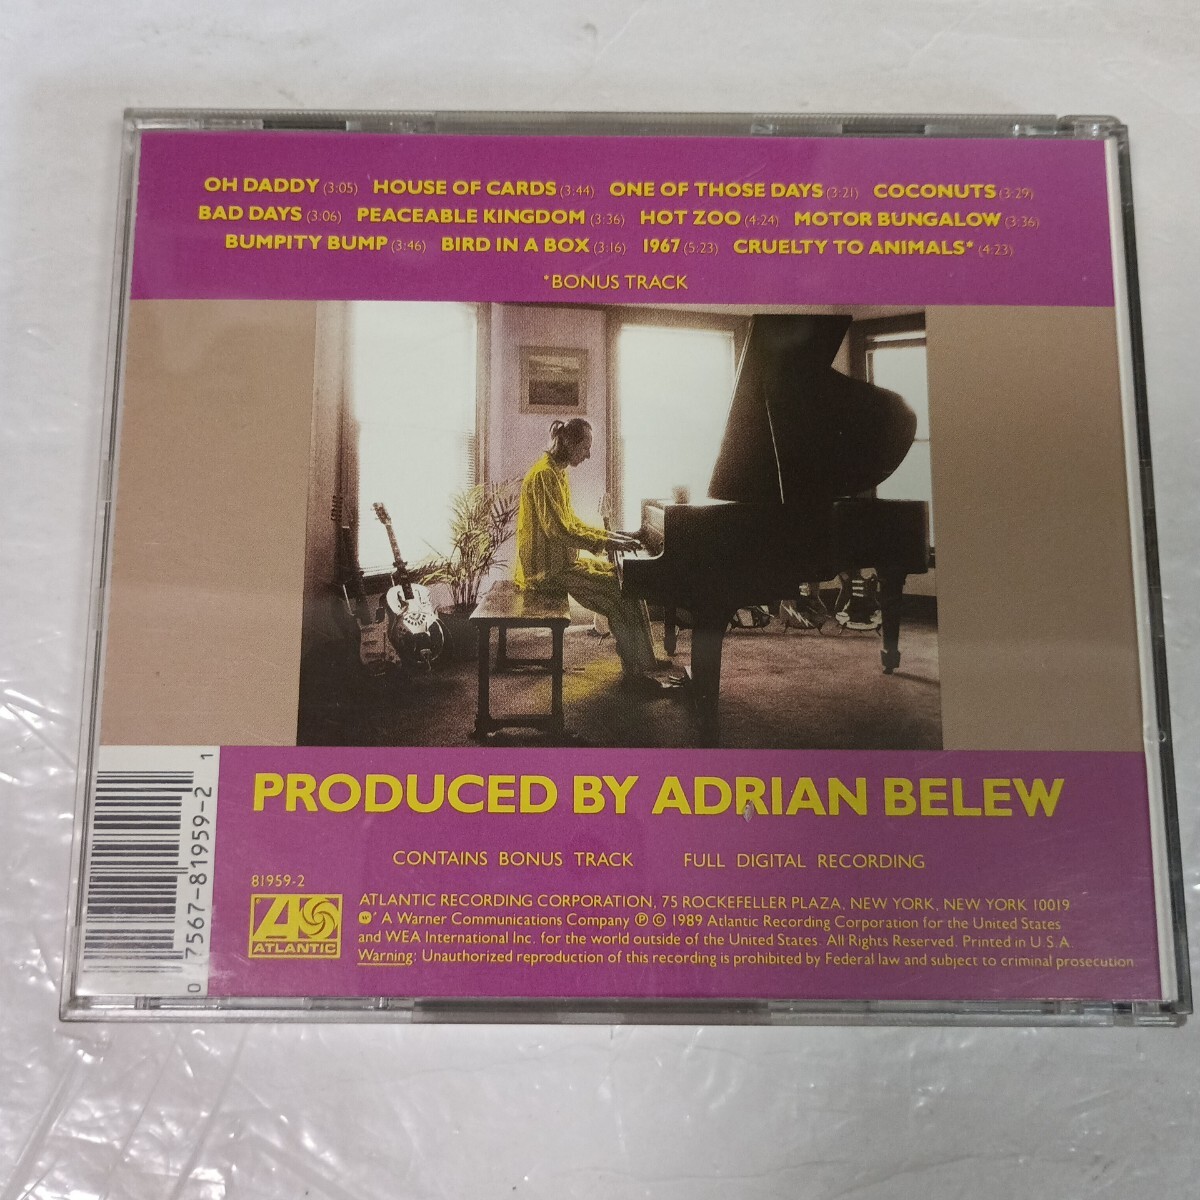 OH DADDY (3:05) HOUSE OF CARDS (3:44) ONE OF THOSE DAYS (3:21) COCONUTS (3:29)
BAD DAYS (3:06) PEACEABLE KINGDOM (3:36) HOT ZOO (4:24) MOTOR BUNGALOW (3:36)
BUMPITY BUMP (3:46) BIRD IN A BOX (3:16) 1967 (5:23) CRUELTY TO ANIMALS* (4:23)
*BONUS TRACK
PRODUCED BY ADRIAN BELEW
CONTAINS BONUS TRACK FULL DIGITAL RECORDING
81959-2
ATLANTIC
ATLANTIC RECORDING CORPORATION, 75 ROCKEFELLER PLAZA, NEW YORK, NEW YORK 10019
A Warner Communications Company ℗ © 1989 Atlantic Recording Corporation for the United States
and WEA International Inc. for the world outside of the United States. All Rights Reserved. Printed in U.S.A.
Warning: Unauthorized reproduction of this recording is prohibited by Federal law and subject to criminal prosecution.
0 7567-81959-2 1